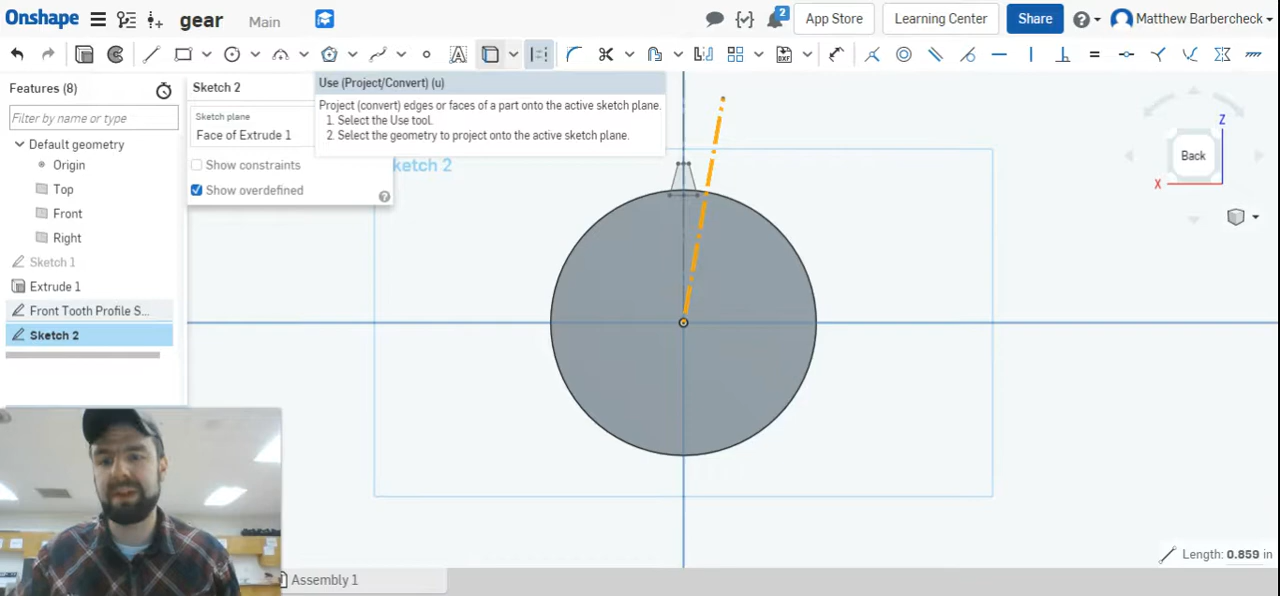 Onshape
gear
Main
2
App Store
Learning Center
Share
Matthew Barbercheck
Features (8)
Filter by name or type
Default geometry
Origin
Top
Front
Right
Sketch 1
Extrude 1
Front Tooth Profile S...
Sketch 2
Sketch 2
Sketch plane
Face of Extrude 1
Show constraints
Show overdefined
Use (Project/Convert) (u)
Project (convert) edges or faces of a part onto the active sketch plane.
1. Select the Use tool.
2. Select the geometry to project onto the active sketch plane.
ketch 2
Z
Back
X
Length: 0.859 in
Assembly 1